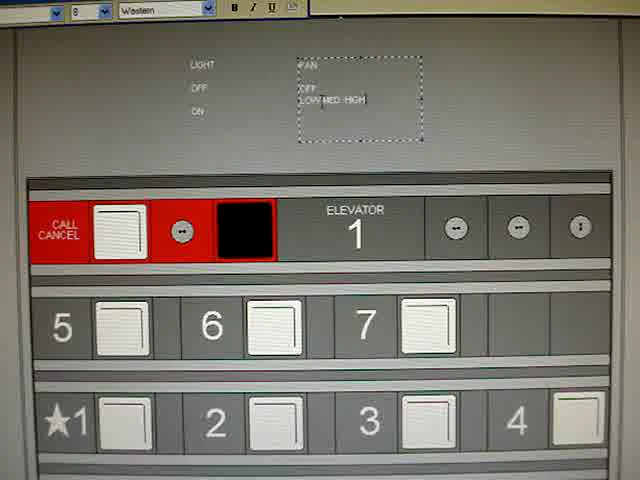 8 Western B I U
LIGHT FAN
OFF OFF
LOW MED HIGH
ON
CALL
CANCEL
ELEVATOR
1
5 6 7
★1 2 3 4